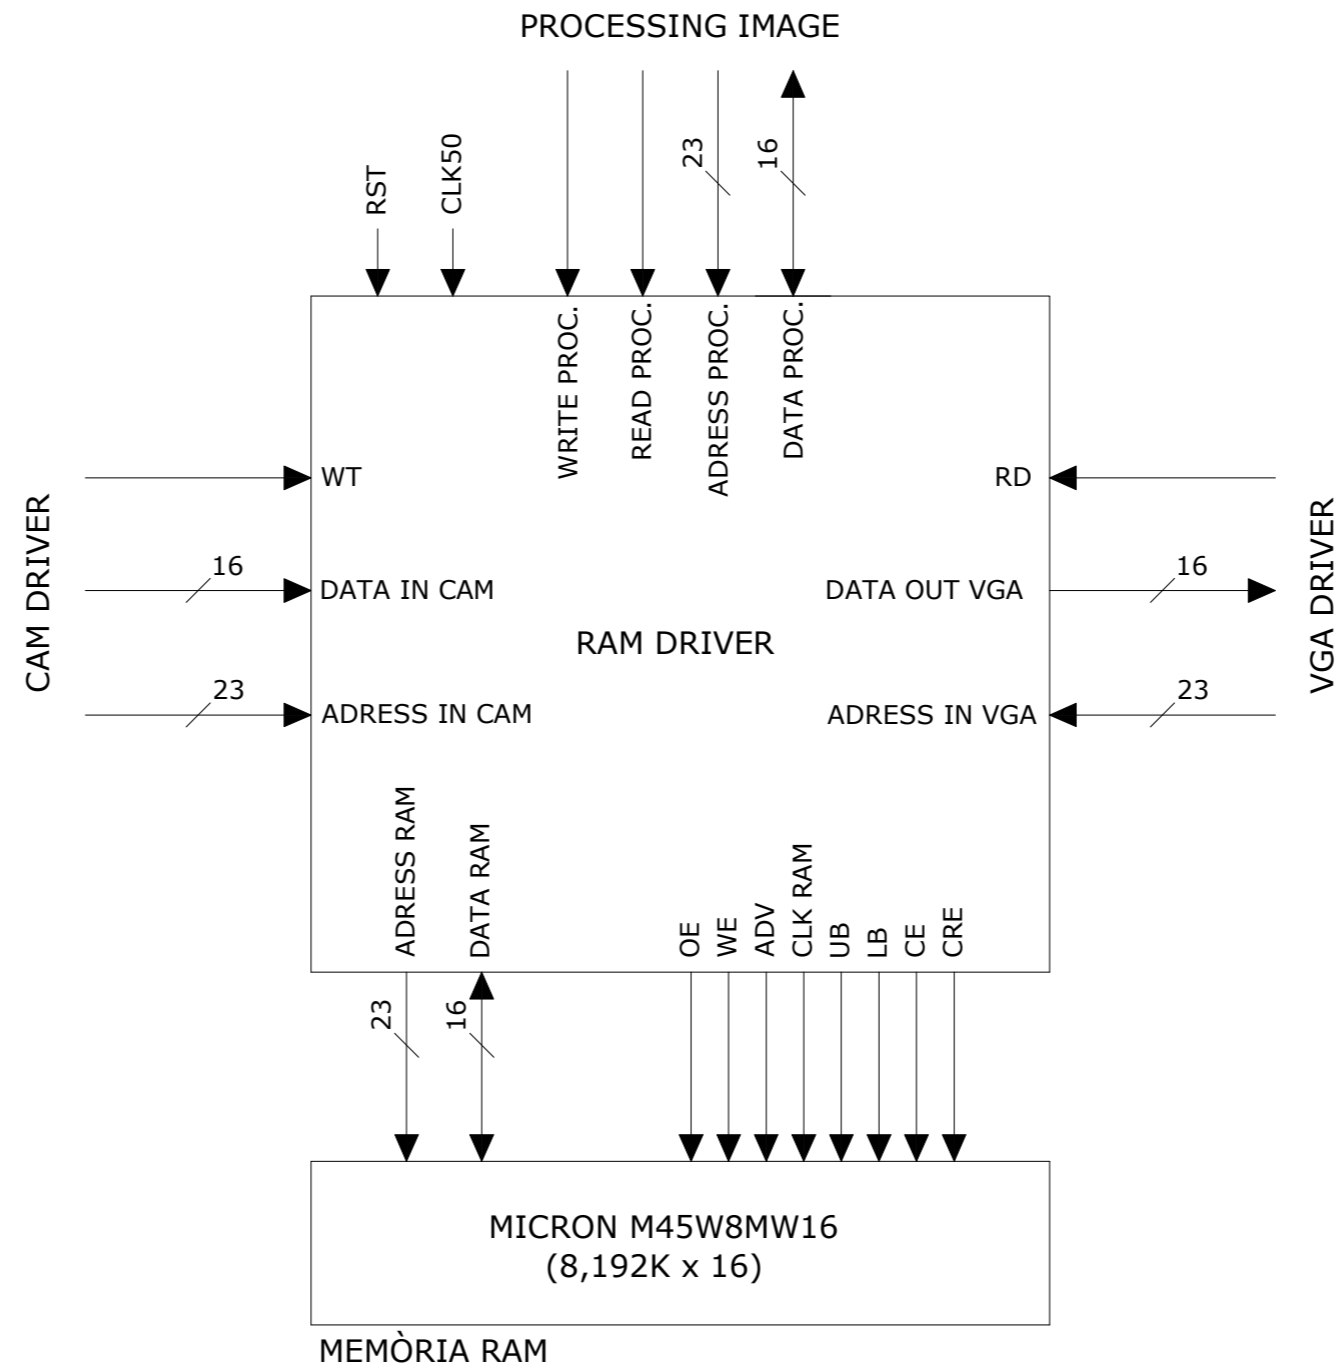 PROCESSING IMAGE
23
16
RST
CLK50
WRITE PROC.
READ PROC.
ADRESS PROC.
DATA PROC.
CAM DRIVER
WT
16
DATA IN CAM
23
ADRESS IN CAM
RAM DRIVER
RD
DATA OUT VGA
16
ADRESS IN VGA
23
VGA DRIVER
ADRESS RAM
DATA RAM
OE
WE
ADV
CLK RAM
UB
LB
CE
CRE
23
16
MICRON M45W8MW16
(8,192K x 16)
MEMÒRIA RAM